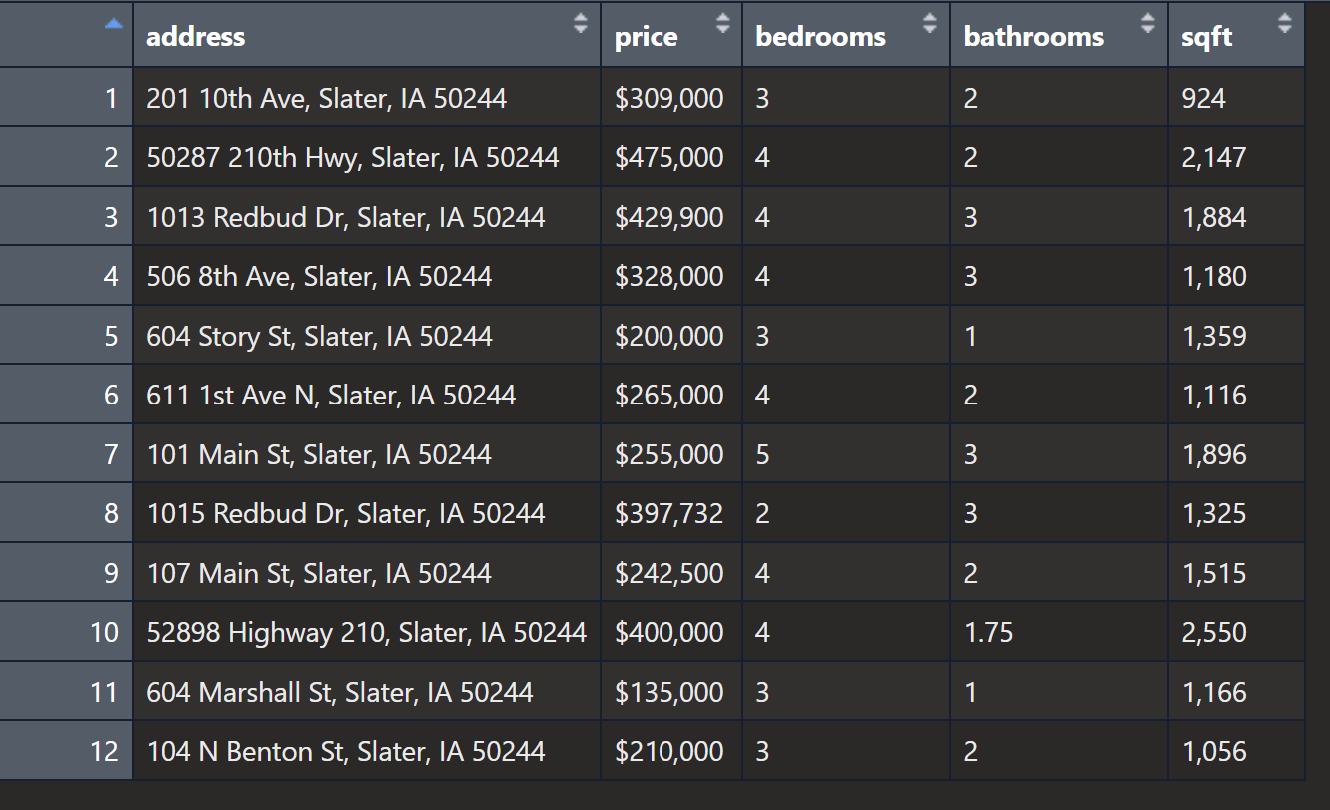 address price bedrooms bathrooms sqft
1 201 10th Ave, Slater, IA 50244 $309,000 3 2 924
2 50287 210th Hwy, Slater, IA 50244 $475,000 4 2 2,147
3 1013 Redbud Dr, Slater, IA 50244 $429,900 4 3 1,884
4 506 8th Ave, Slater, IA 50244 $328,000 4 3 1,180
5 604 Story St, Slater, IA 50244 $200,000 3 1 1,359
6 611 1st Ave N, Slater, IA 50244 $265,000 4 2 1,116
7 101 Main St, Slater, IA 50244 $255,000 5 3 1,896
8 1015 Redbud Dr, Slater, IA 50244 $397,732 2 3 1,325
9 107 Main St, Slater, IA 50244 $242,500 4 2 1,515
10 52898 Highway 210, Slater, IA 50244 $400,000 4 1.75 2,550
11 604 Marshall St, Slater, IA 50244 $135,000 3 1 1,166
12 104 N Benton St, Slater, IA 50244 $210,000 3 2 1,056